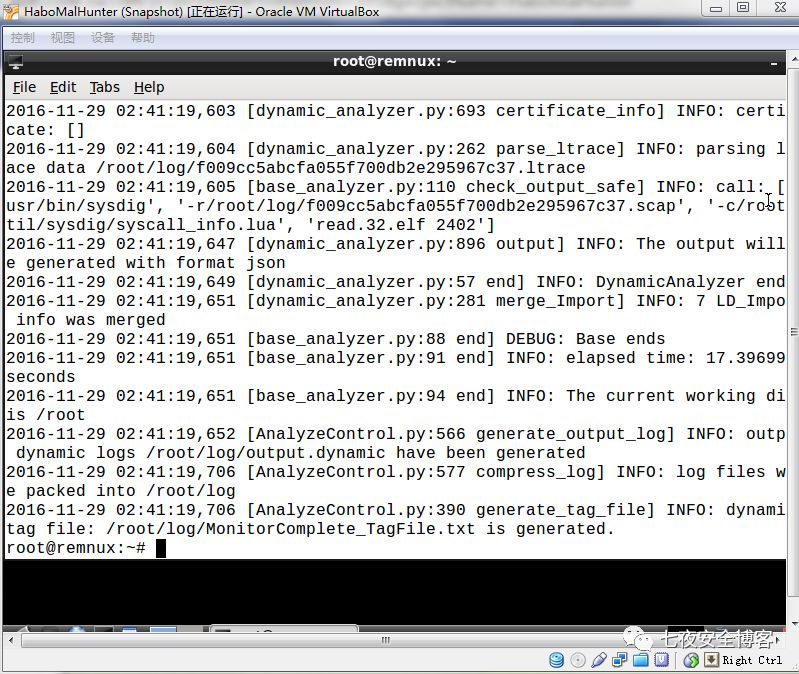 HaboMalHunter (Snapshot) [正在运行] - Oracle VM VirtualBox
控制 视图 设备 帮助
root@remnux: ~
File Edit Tabs Help
2016-11-29 02:41:19,603 [dynamic_analyzer.py:693 certificate_info] INFO: certi
cate: []
2016-11-29 02:41:19,604 [dynamic_analyzer.py:262 parse_ltrace] INFO: parsing l
ace data /root/log/f009cc5abcfa055f700db2e295967c37.ltrace
2016-11-29 02:41:19,605 [base_analyzer.py:110 check_output_safe] INFO: call: [
usr/bin/sysdig', '-r/root/log/f009cc5abcfa055f700db2e295967c37.scap', '-c/root
til/sysdig/syscall_info.lua', 'read.32.elf 2402']
2016-11-29 02:41:19,647 [dynamic_analyzer.py:896 output] INFO: The output will
e generated with format json
2016-11-29 02:41:19,649 [dynamic_analyzer.py:57 end] INFO: DynamicAnalyzer end
2016-11-29 02:41:19,651 [dynamic_analyzer.py:281 merge_Import] INFO: 7 LD_Impo
info was merged
2016-11-29 02:41:19,651 [base_analyzer.py:88 end] DEBUG: Base ends
2016-11-29 02:41:19,651 [base_analyzer.py:91 end] INFO: elapsed time: 17.39699
seconds
2016-11-29 02:41:19,651 [base_analyzer.py:94 end] INFO: The current working di
is /root
2016-11-29 02:41:19,652 [AnalyzeControl.py:566 generate_output_log] INFO: outp
dynamic logs /root/log/output.dynamic have been generated
2016-11-29 02:41:19,706 [AnalyzeControl.py:577 compress_log] INFO: log files w
e packed into /root/log
2016-11-29 02:41:19,706 [AnalyzeControl.py:390 generate_tag_file] INFO: dynami
tag file: /root/log/MonitorComplete_TagFile.txt is generated.
root@remnux:~#
七夜安全博客
Right Ctrl